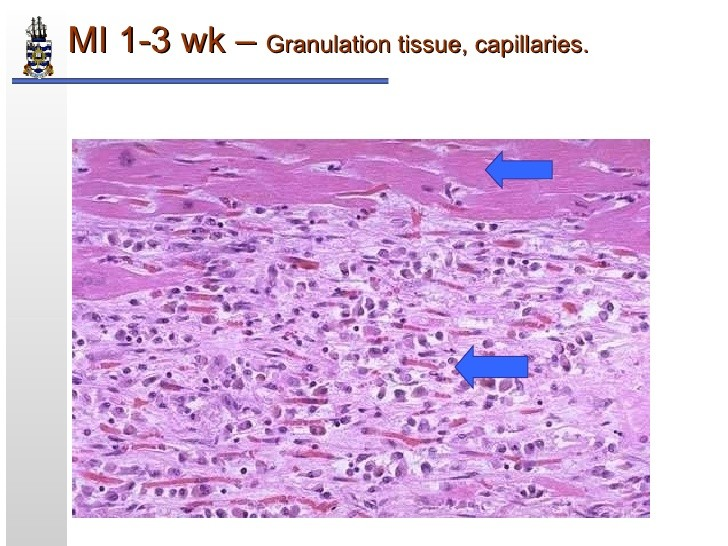 MI 1-3 wk – Granulation tissue, capillaries.